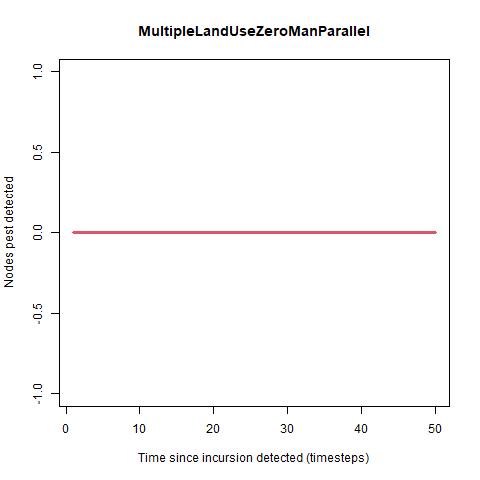 MultipleLandUseZeroManParallel
Nodes pest detected
1.0
0.5
0.0
-0.5
-1.0
0 10 20 30 40 50
Time since incursion detected (timesteps)